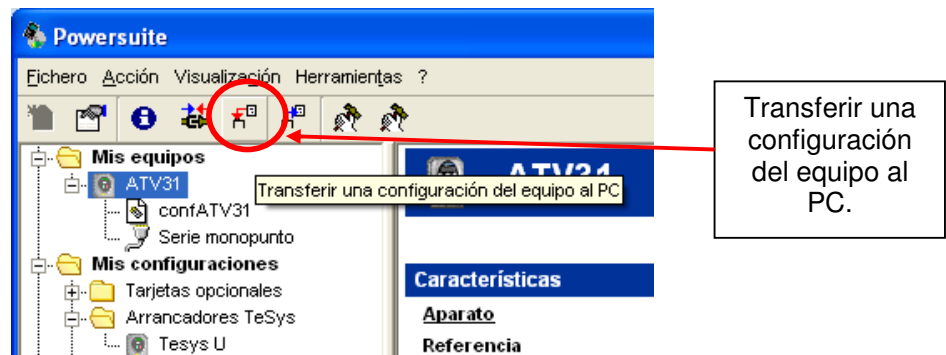 Powersuite
Fichero Acción Visualización Herramientas ?
Mis equipos
ATV31
ATV31
Transferir una configuración del equipo al PC
confATV31
Serie monopunto
Mis configuraciones
Tarjetas opcionales
Arrancadores TeSys
Tesys U
Características
Aparato
Referencia
Transferir una
configuración
del equipo al
PC.